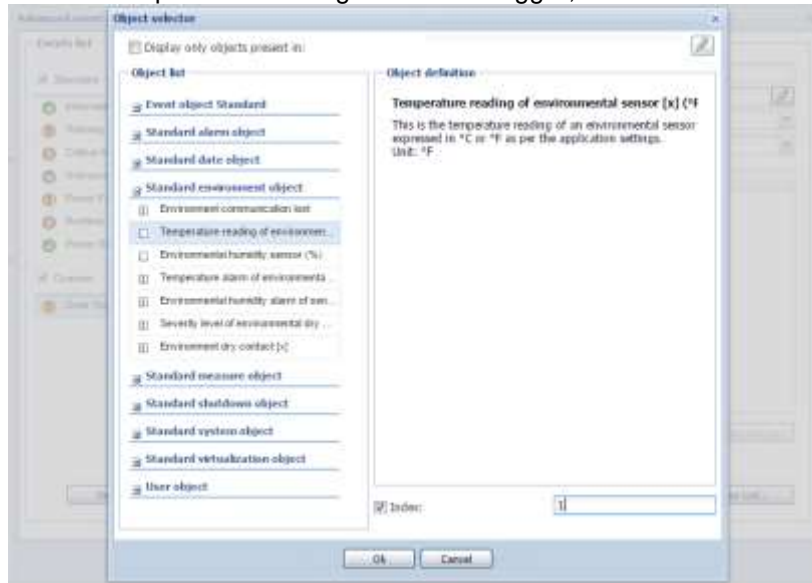 Object selector
Display only objects present in:
Object list
Event object Standard
Standard alarm object
Standard date object
Standard environment object
Environment communication lost
Temperature reading of environmen...
Environmental humidity sensor (%)
Temperature alarm of environmenta...
Environmental humidity alarm of sen...
Severity level of environmental dry ...
Environment dry contact [x]
Standard measure object
Standard shutdown object
Standard system object
Standard virtualization object
User object
Object definition
Temperature reading of environmental sensor [x] (°F
This is the temperature reading of an environmental sensor
expressed in °C or °F as per the application settings.
Unit: °F
Index:
1
Ok
Cancel